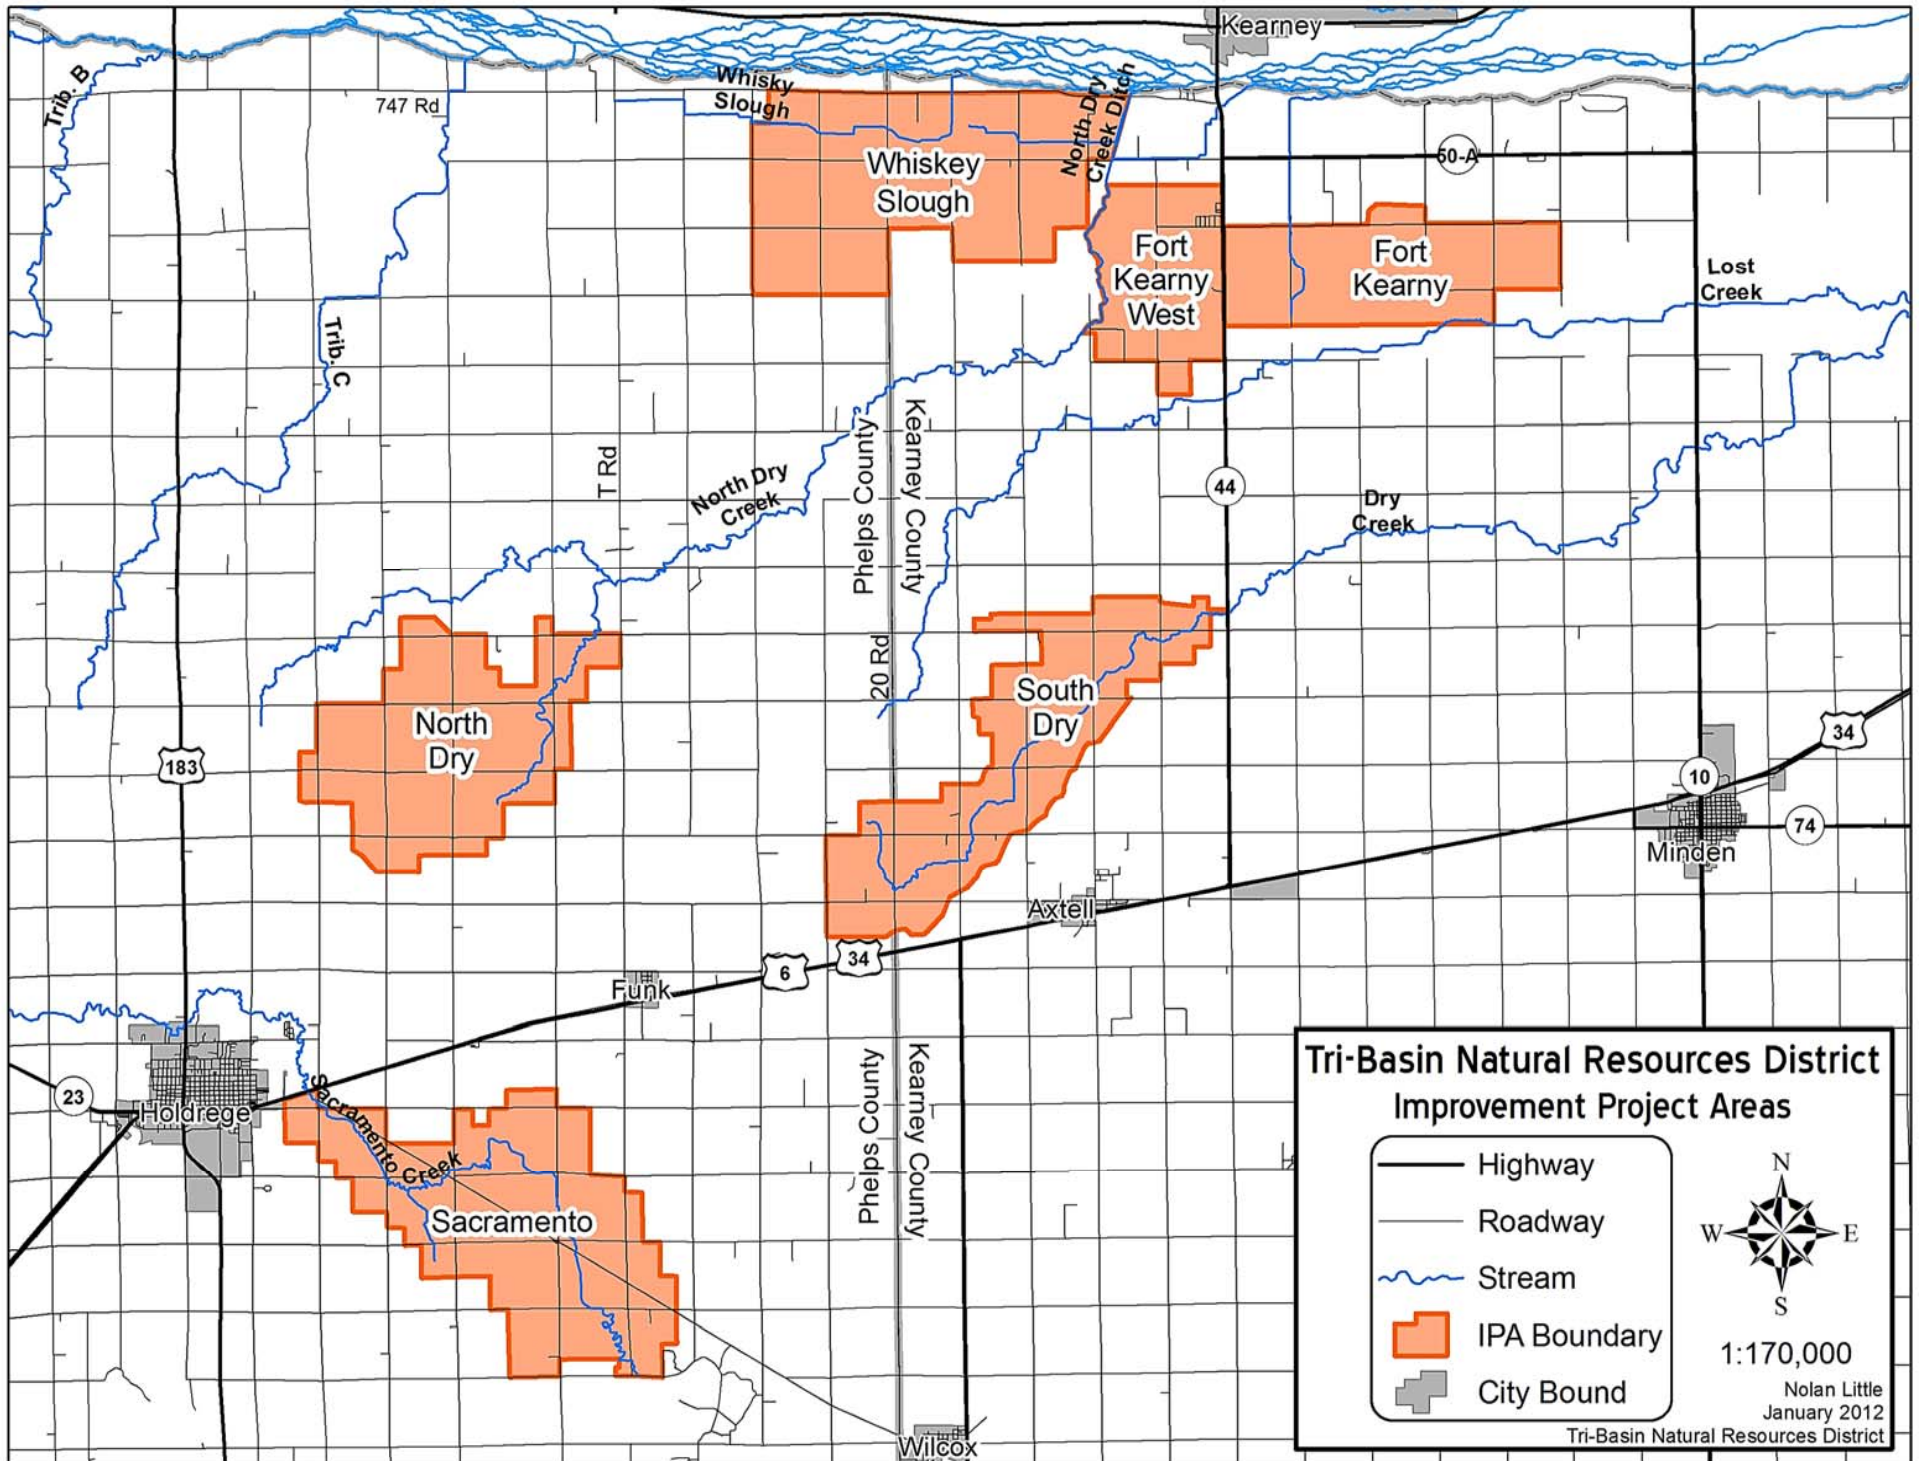 Kearney
Trib. B
747 Rd
Whisky
Slough
North Dry
Creek Ditch
50-A
Whiskey
Slough
Fort
Kearny
West
Fort
Kearny
Lost
Creek
Trib. C
T Rd
North Dry
Creek
Phelps County
Kearney County
44
Dry
Creek
20 Rd
South
Dry
North
Dry
183
34
10
74
Minden
Axtell
34
6
Funk
23
Holdrege
Sacramento Creek
Sacramento
Phelps County
Kearney County
Wilcox
Tri-Basin Natural Resources District
Improvement Project Areas
Highway
Roadway
Stream
IPA Boundary
City Bound
N
W E
S
1:170,000
Nolan Little
January 2012
Tri-Basin Natural Resources District